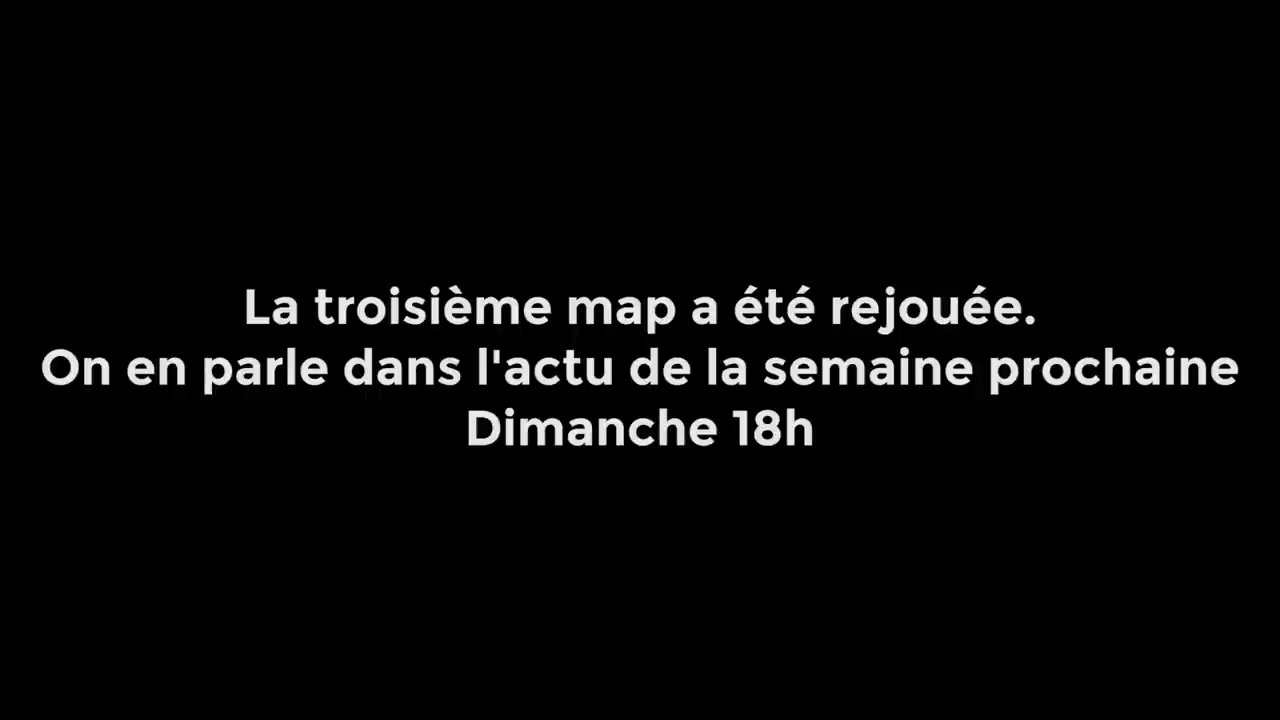 La troisième map a été rejouée.
On en parle dans l'actu de la semaine prochaine
Dimanche 18h